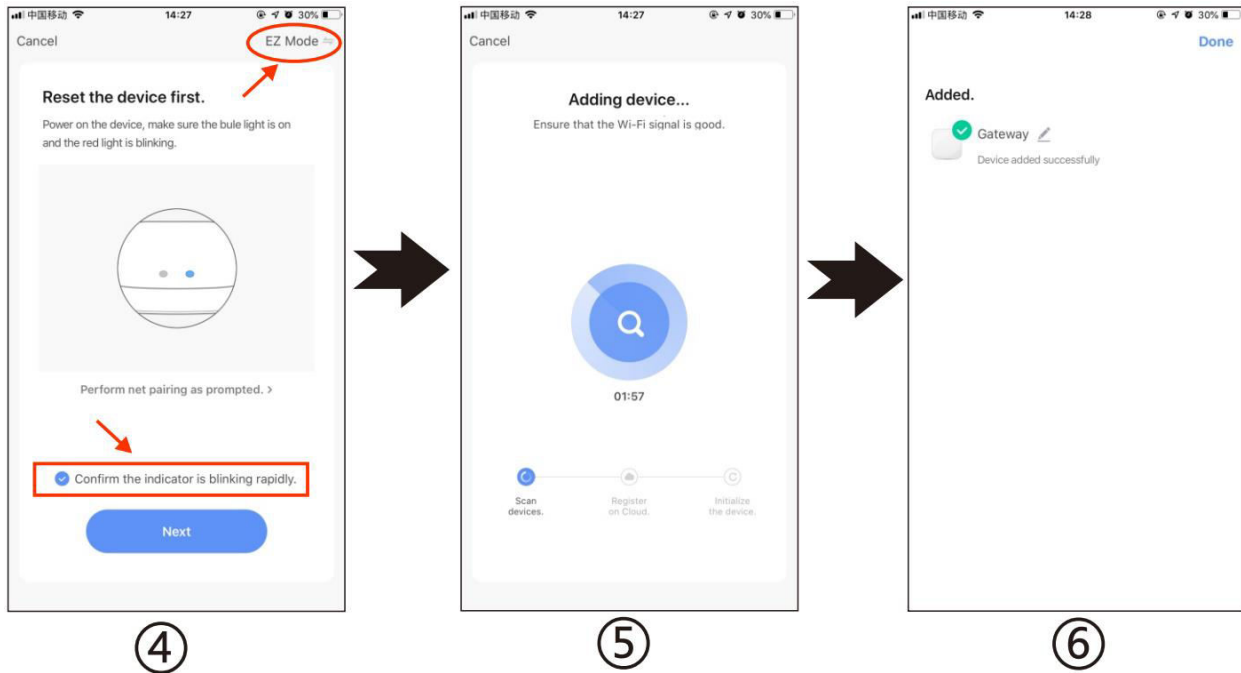 中国移动 14:27 30%
Cancel EZ Mode
Reset the device first.
Power on the device, make sure the bule light is on
and the red light is blinking.
Perform net pairing as prompted. >
Confirm the indicator is blinking rapidly.
Next
④
中国移动 14:27 30%
Cancel
Adding device...
Ensure that the Wi-Fi signal is good.
01:57
Scan
devices.
Register
on Cloud.
Initialize
the device.
⑤
中国移动 14:28 30%
Done
Added.
Gateway
Device added successfully
⑥